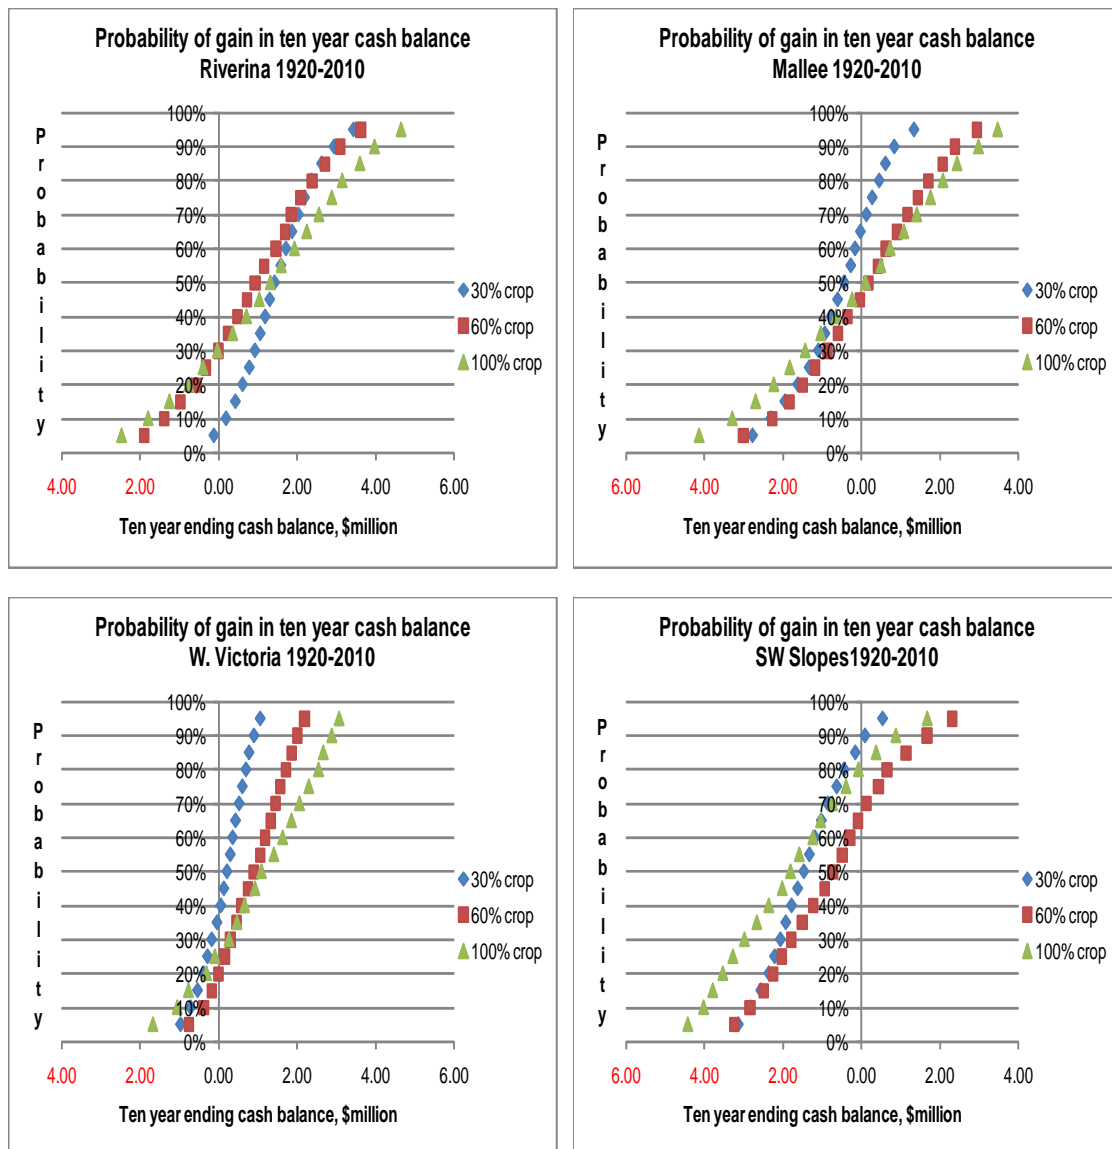 Probability of gain in ten year cash balance
Riverina 1920-2010
Probability
100%
90%
80%
70%
60%
50%
40%
30%
20%
10%
0%
4.00 2.00 0.00 2.00 4.00 6.00
Ten year ending cash balance, $million
30% crop
60% crop
100% crop
Probability of gain in ten year cash balance
Mallee 1920-2010
Probability
100%
90%
80%
70%
60%
50%
40%
30%
20%
10%
0%
6.00 4.00 2.00 0.00 2.00 4.00
Ten year ending cash balance, $million
30% crop
60% crop
100% crop
Probability of gain in ten year cash balance
W. Victoria 1920-2010
Probability
100%
90%
80%
70%
60%
50%
40%
30%
20%
10%
0%
4.00 2.00 0.00 2.00 4.00 6.00
Ten year ending cash balance, $million
30% crop
60% crop
100% crop
Probability of gain in ten year cash balance
SW Slopes1920-2010
Probability
100%
90%
80%
70%
60%
50%
40%
30%
20%
10%
0%
6.00 4.00 2.00 0.00 2.00 4.00
Ten year ending cash balance, $million
30% crop
60% crop
100% crop